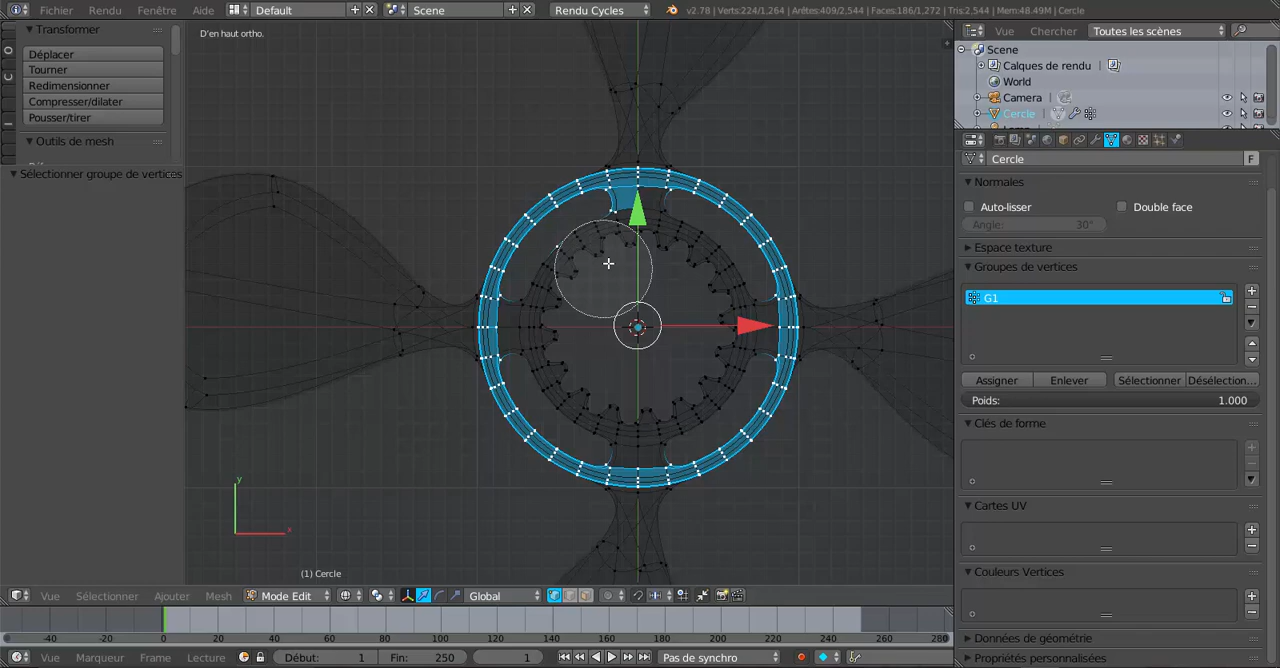 Fichier Rendu Fenêtre Aide Default Scene Rendu Cycles v2.78 | Verts:224/1,264 | Arêtes:409/2,544 | Faces:186/1,272 | Tris:2,544 | Mem:48.49M | Cercle
Transformer
Déplacer
Tourner
Redimensionner
Compresser/dilater
Pousser/tirer
Outils de mesh
Sélectionner groupe de vertices
D'en haut ortho.
y
x
(1) Cercle
Vue Sélectionner Ajouter Mesh Mode Edit Global
-40 -20 0 20 40 60 80 100 120 140 160 180 200 220 240 260 280
Vue Marqueur Frame Lecture Début: 1 Fin: 250 1 Pas de synchro
Vue Chercher Toutes les scènes
Scene
Calques de rendu
World
Camera
Cercle
Cercle F
Normales
Auto-lisser Double face
Angle: 30°
Espace texture
Groupes de vertices
G1
Assigner Enlever Sélectionner Désélection...
Poids: 1.000
Clés de forme
Cartes UV
Couleurs Vertices
Données de géométrie
Propriétés personnalisées